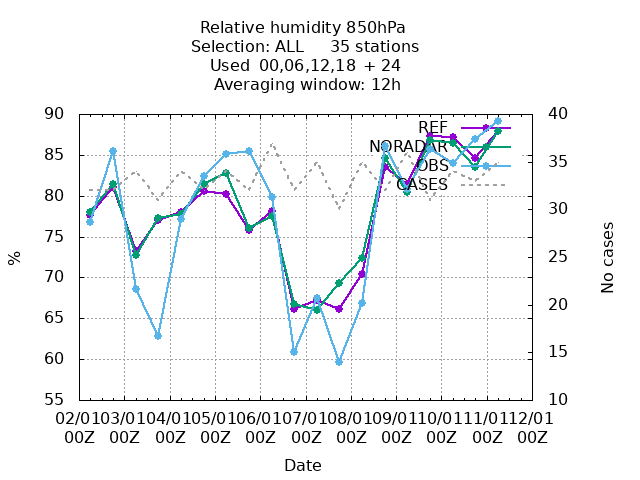 Relative humidity 850hPa
Selection: ALL 35 stations
Used 00,06,12,18 + 24
Averaging window: 12h
90
85
80
75
70
65
60
55
40
35
30
25
20
15
10
REF
NORADAR
OBS
CASES
%
No cases
02/01 03/01 04/01 05/01 06/01 07/01 08/01 09/01 10/01 11/01 12/01
00Z 00Z 00Z 00Z 00Z 00Z 00Z 00Z 00Z 00Z 00Z
Date